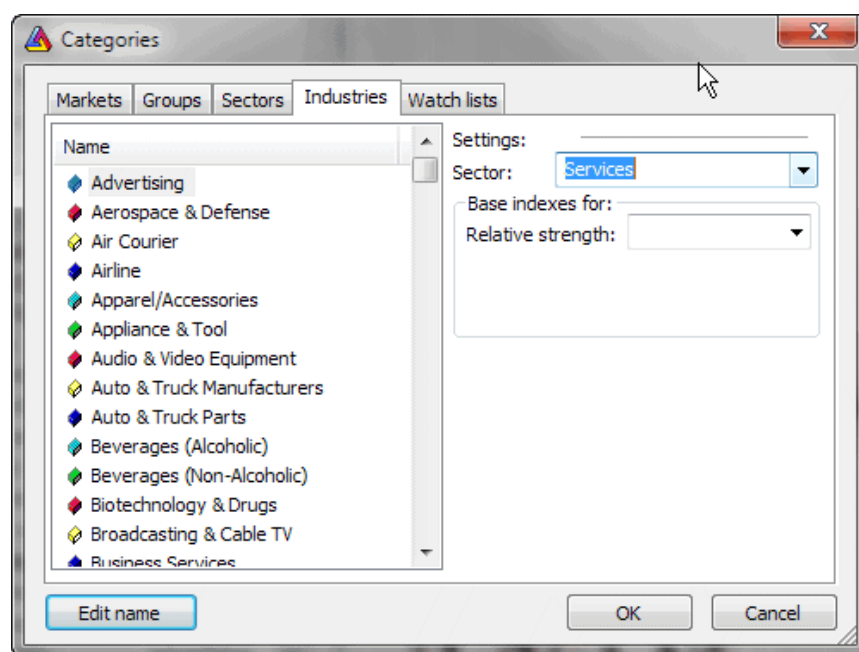 Categories
Markets Groups Sectors Industries Watch lists
Name
Advertising
Aerospace & Defense
Air Courier
Airline
Apparel/Accessories
Appliance & Tool
Audio & Video Equipment
Auto & Truck Manufacturers
Auto & Truck Parts
Beverages (Alcoholic)
Beverages (Non-Alcoholic)
Biotechnology & Drugs
Broadcasting & Cable TV
Business Services
Settings:
Sector: Services
Base indexes for:
Relative strength:
Edit name OK Cancel